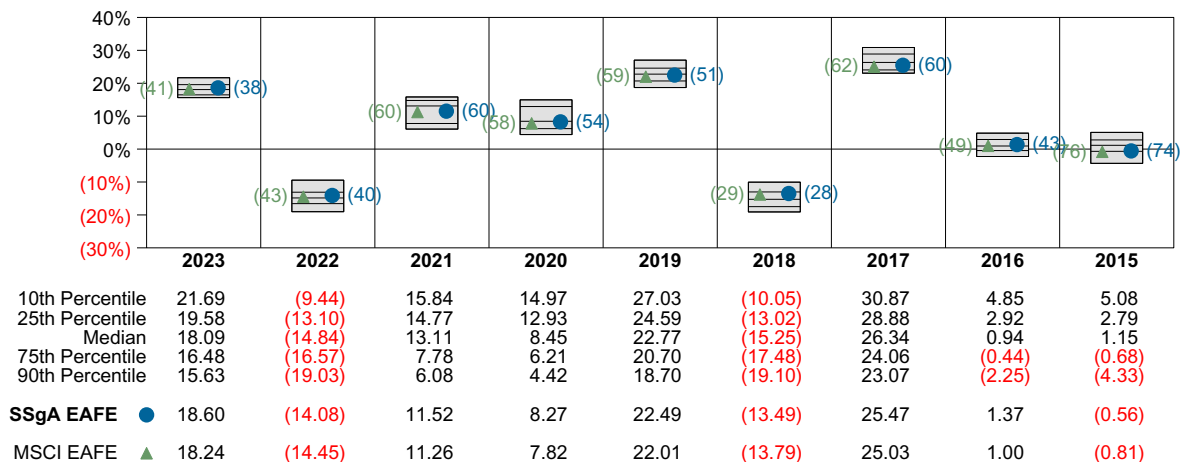 40%
30%
20%
10%
0%
(10%)
(20%)
(30%)
(41) (38)
(43) (40)
(60) (60)
(58) (54)
(59) (51)
(29) (28)
(62) (60)
(49) (43)
(76) (74)
2023 2022 2021 2020 2019 2018 2017 2016 2015
10th Percentile 21.69 (9.44) 15.84 14.97 27.03 (10.05) 30.87 4.85 5.08
25th Percentile 19.58 (13.10) 14.77 12.93 24.59 (13.02) 28.88 2.92 2.79
Median 18.09 (14.84) 13.11 8.45 22.77 (15.25) 26.34 0.94 1.15
75th Percentile 16.48 (16.57) 7.78 6.21 20.70 (17.48) 24.06 (0.44) (0.68)
90th Percentile 15.63 (19.03) 6.08 4.42 18.70 (19.10) 23.07 (2.25) (4.33)
SSgA EAFE 18.60 (14.08) 11.52 8.27 22.49 (13.49) 25.47 1.37 (0.56)
MSCI EAFE 18.24 (14.45) 11.26 7.82 22.01 (13.79) 25.03 1.00 (0.81)